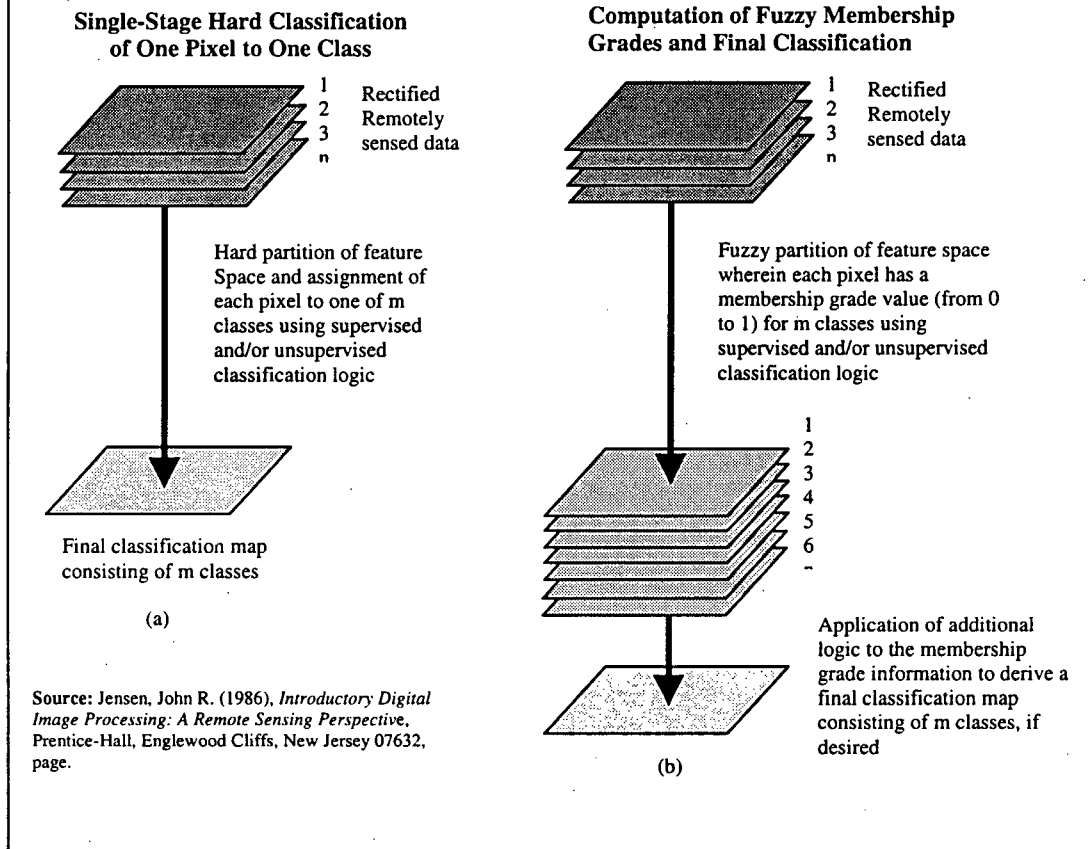 Single-Stage Hard Classification
of One Pixel to One Class
1
2
3
n
Rectified
Remotely
sensed data
Hard partition of feature
Space and assignment of
each pixel to one of m
classes using supervised
and/or unsupervised
classification logic
Final classification map
consisting of m classes
(a)
Source: Jensen, John R. (1986), Introductory Digital
Image Processing: A Remote Sensing Perspective,
Prentice-Hall, Englewood Cliffs, New Jersey 07632,
page.
Computation of Fuzzy Membership
Grades and Final Classification
1
2
3
n
Rectified
Remotely
sensed data
Fuzzy partition of feature space
wherein each pixel has a
membership grade value (from 0
to 1) for m classes using
supervised and/or unsupervised
classification logic
1
2
3
4
5
6
-
Application of additional
logic to the membership
grade information to derive a
final classification map
consisting of m classes, if
desired
(b)